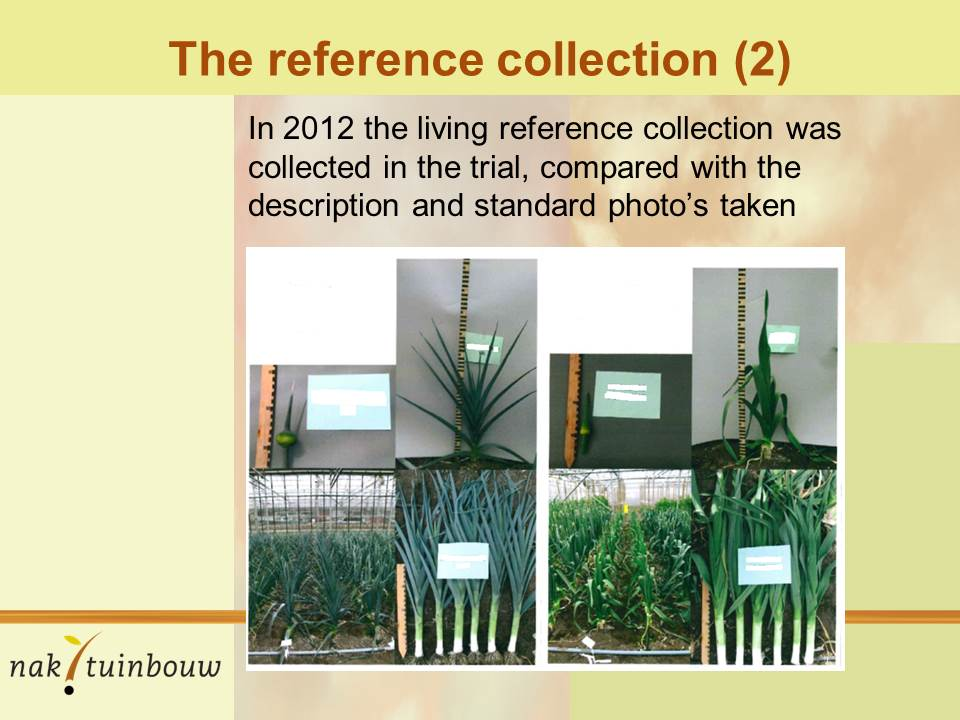 The reference collection (2)
In 2012 the living reference collection was
collected in the trial, compared with the
description and standard photo’s taken
nak tuinbouw